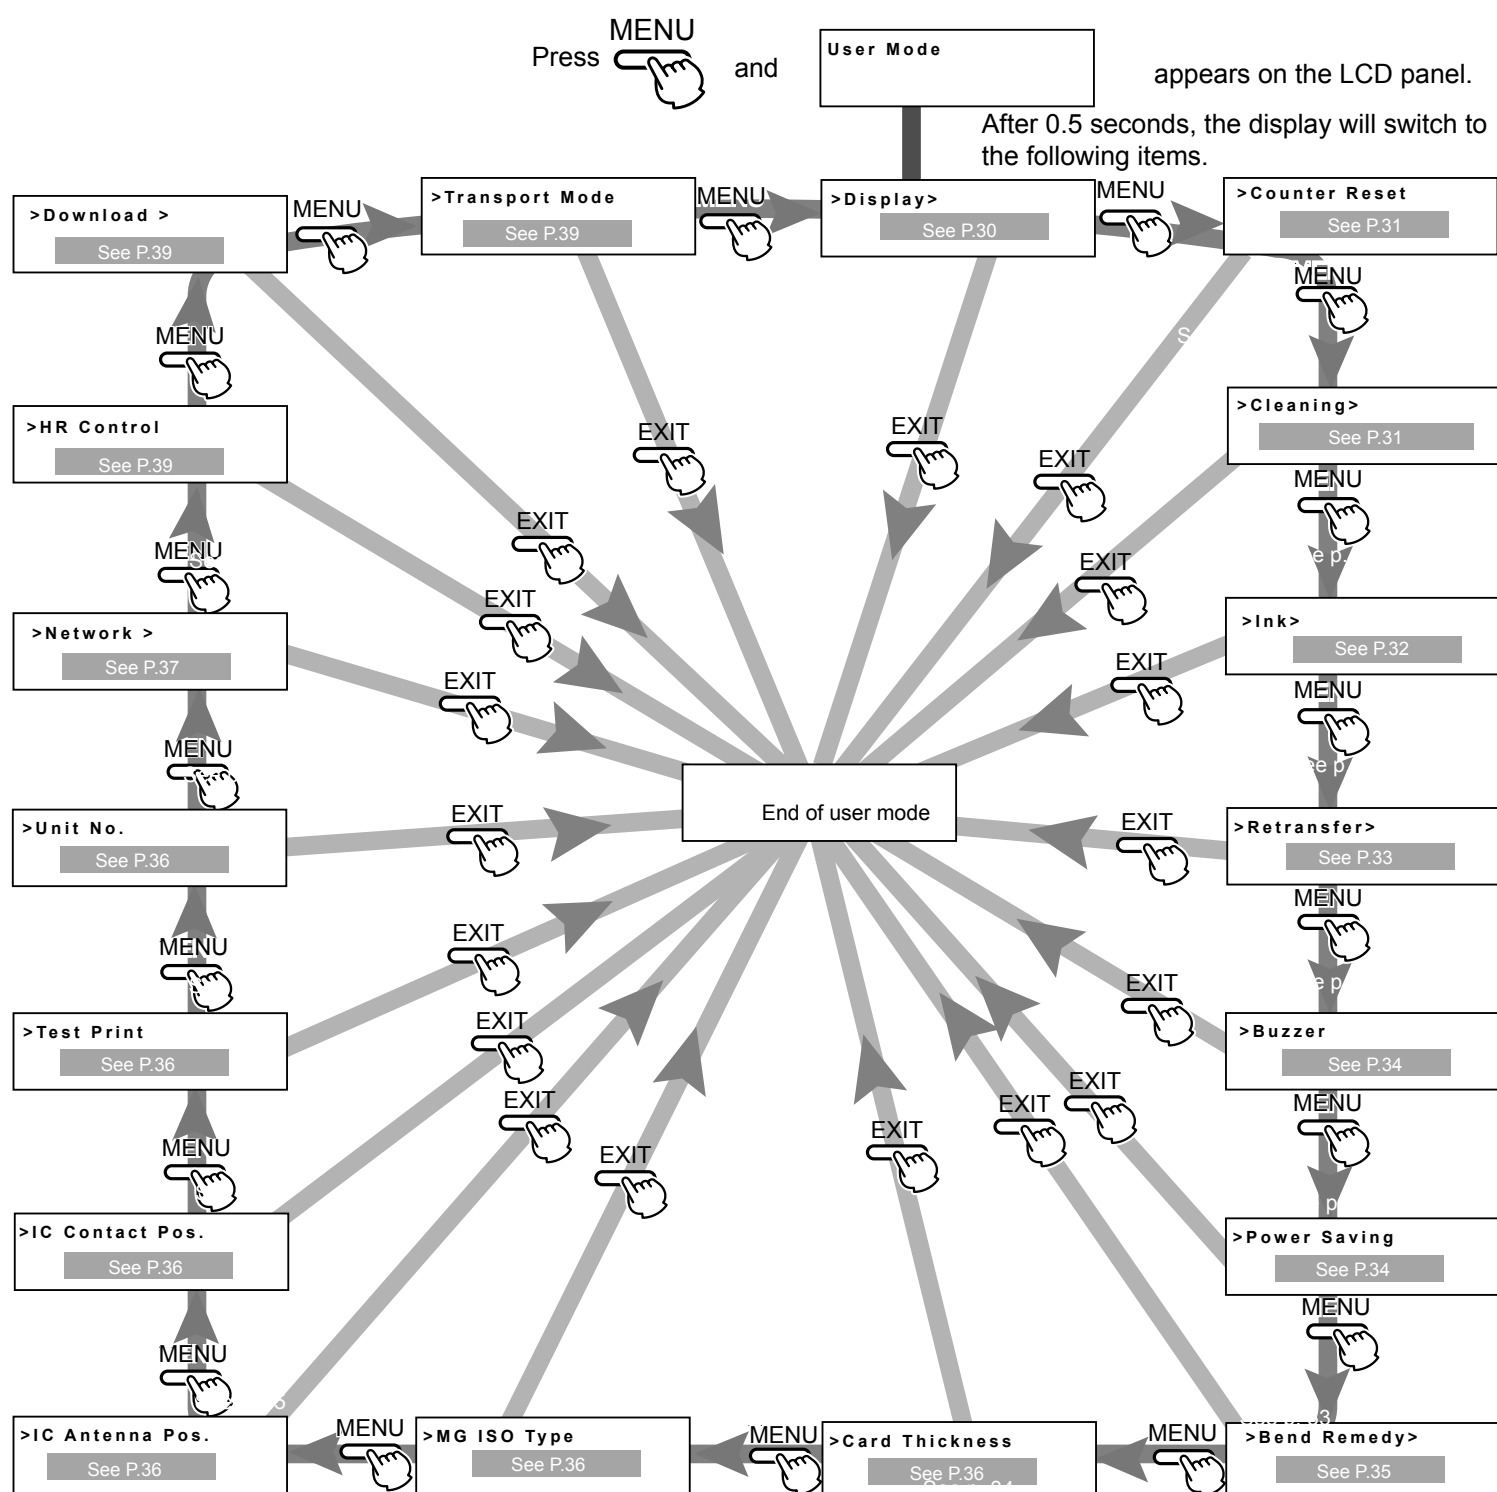 MENU
Press
and
User Mode
appears on the LCD panel.
After 0.5 seconds, the display will switch to
the following items.
>Download >
See P.39
MENU
>Transport Mode
See P.39
MENU
>Display>
See P.30
MENU
>Counter Reset
See P.31
MENU
MENU
>HR Control
See P.39
EXIT
EXIT
EXIT
>Cleaning>
See P.31
MENU
EXIT
EXIT
MENU
EXIT
>Network >
See P.37
EXIT
EXIT
>Ink>
See P.32
MENU
MENU
End of user mode
>Unit No.
See P.36
EXIT
EXIT
>Retransfer>
See P.33
MENU
MENU
EXIT
EXIT
>Test Print
See P.36
EXIT
>Buzzer
See P.34
MENU
EXIT
EXIT
EXIT
EXIT
EXIT
MENU
>IC Contact Pos.
See P.36
>Power Saving
See P.34
MENU
MENU
>IC Antenna Pos.
See P.36
MENU
>MG ISO Type
See P.36
MENU
>Card Thickness
See P.36
MENU
>Bend Remedy>
See P.35